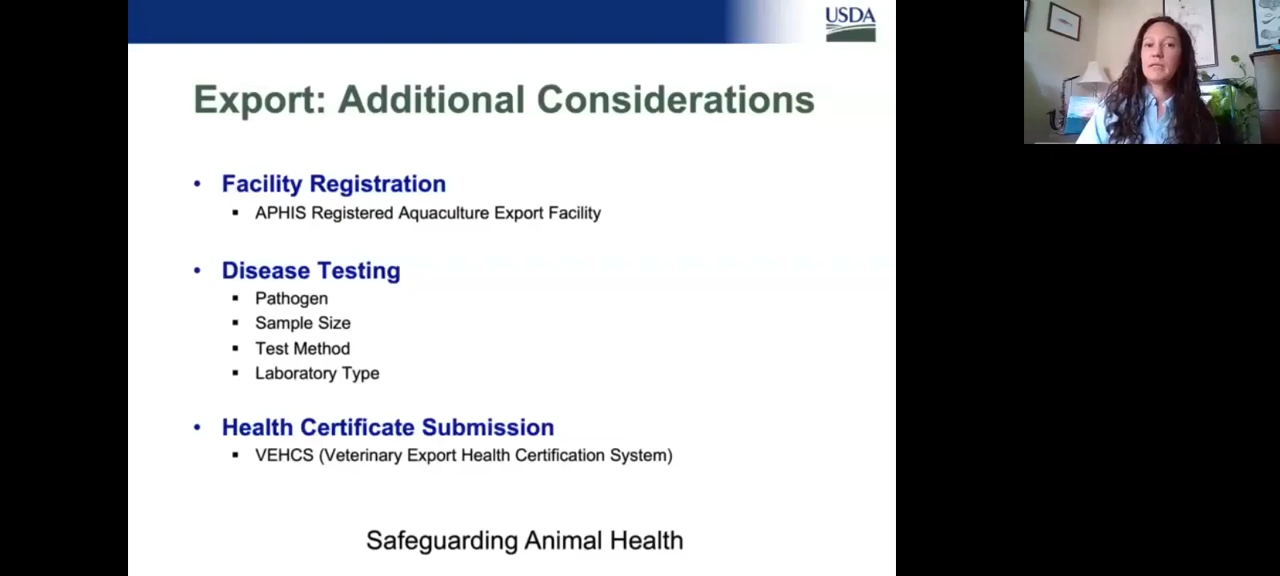 USDA
Export: Additional Considerations
• Facility Registration
▪ APHIS Registered Aquaculture Export Facility
• Disease Testing
▪ Pathogen
▪ Sample Size
▪ Test Method
▪ Laboratory Type
• Health Certificate Submission
▪ VEHCS (Veterinary Export Health Certification System)
Safeguarding Animal Health